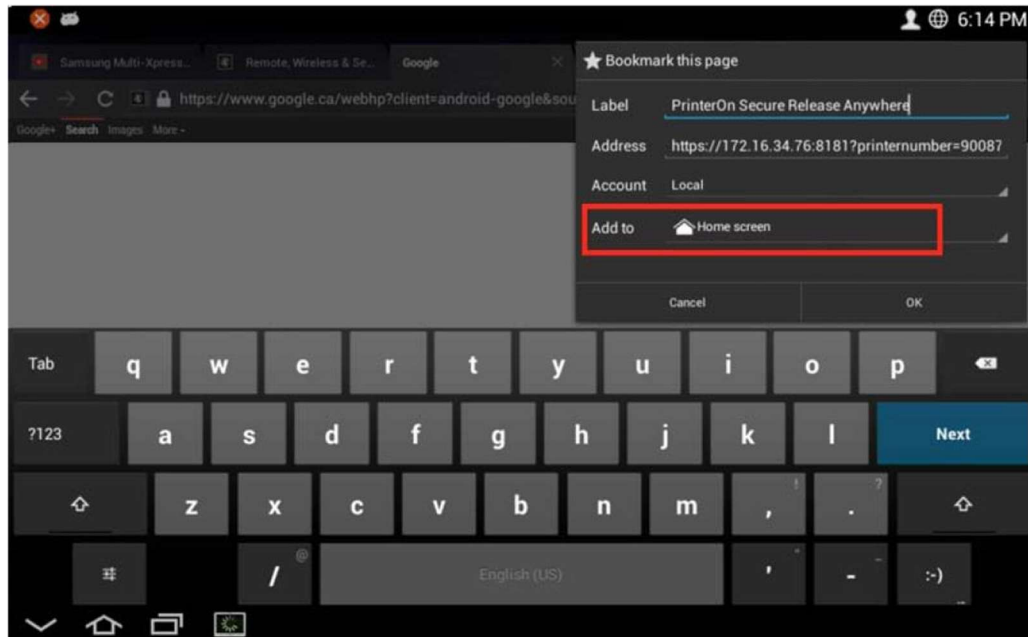 6:14 PM
Samsung Multi-Xpress...
Remote, Wireless & Se...
Google
https://www.google.ca/webhp?client=android-google&sou
Google+ Search Images More
Bookmark this page
Label PrinterOn Secure Release Anywhere
Address https://172.16.34.76:8181?printernumber=90087
Account Local
Add to Home screen
Cancel OK
Tab q w e r t y u i o p
?123 a s d f g h j k l Next
z x c v b n m , ! . ?
/ @ English (US) ' " - _ :-)